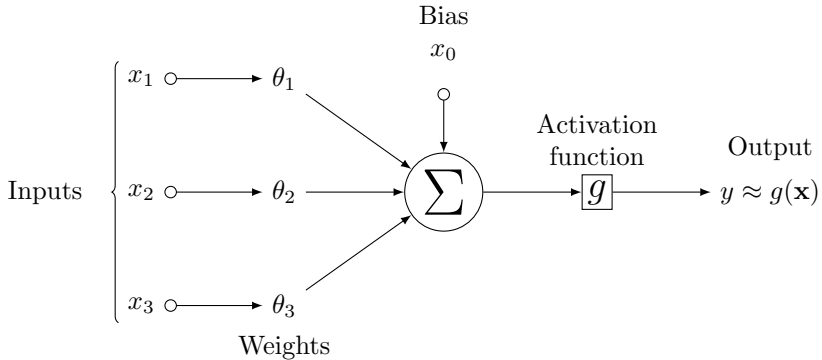 Bias
x₀
x₁
θ₁
Activation
function
Output
Inputs
x₂
θ₂
Σ
g
y ≈ g(𝐱)
x₃
θ₃
Weights